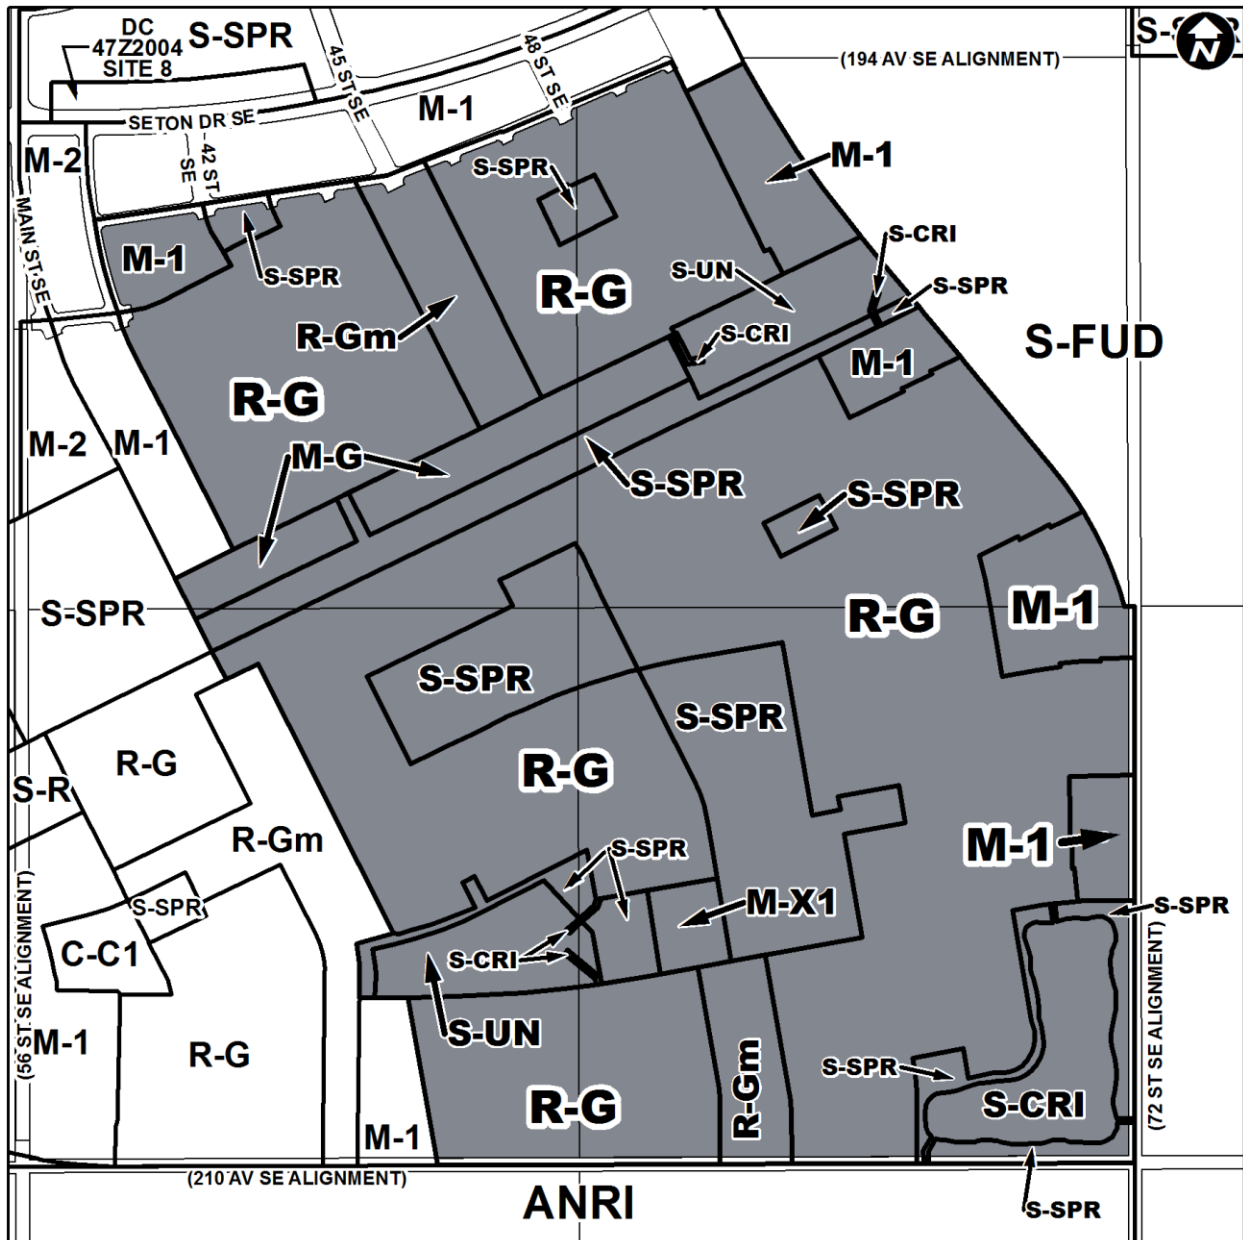 DC
47Z2004
SITE 8
S-SPR
45 ST SE
48 ST SE
(194 AV SE ALIGNMENT)
N
SETON DR SE
M-1
M-2
42 ST
SE
S-SPR
M-1
MAIN ST SE
M-1
S-SPR
S-CRI
S-UN
S-SPR
R-G
R-Gm
S-CRI
S-FUD
M-1
R-G
M-2
M-1
M-G
S-SPR
S-SPR
S-SPR
R-G
M-1
S-SPR
S-SPR
R-G
R-G
S-R
R-Gm
M-1
S-SPR
S-SPR
M-X1
S-SPR
C-C1
S-CRI
(56 ST SE ALIGNMENT)
M-1
R-G
S-UN
R-Gm
S-SPR
(72 ST SE ALIGNMENT)
R-G
S-CRI
M-1
(210 AV SE ALIGNMENT)
ANRI
S-SPR